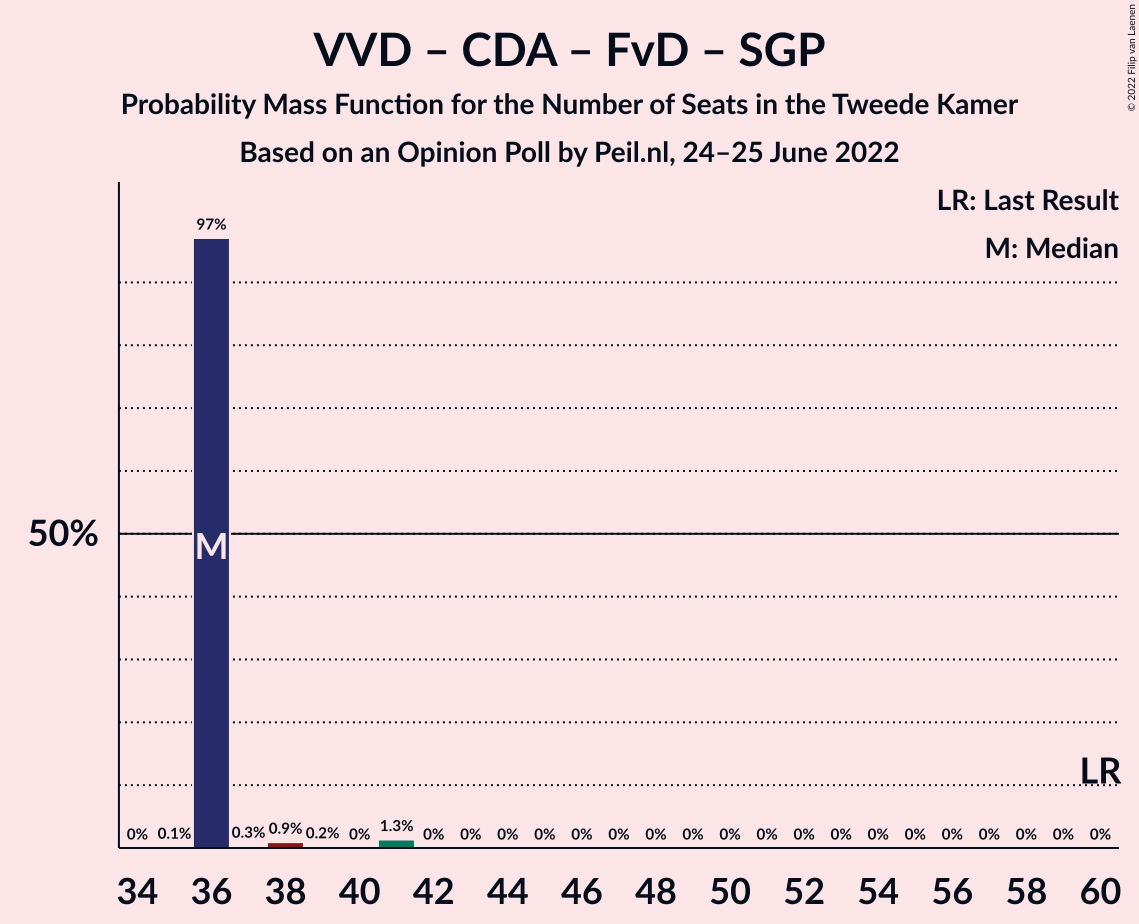 VVD – CDA – FvD – SGP
Probability Mass Function for the Number of Seats in the Tweede Kamer
Based on an Opinion Poll by Peil.nl, 24–25 June 2022
© 2022 Filip van Laenen
LR: Last Result
M: Median
97%
50%
M
LR
0% 0.1% 0.3% 0.9% 0.2% 0% 1.3% 0% 0% 0% 0% 0% 0% 0% 0% 0% 0% 0% 0% 0% 0% 0% 0% 0% 0% 0%
34 36 38 40 42 44 46 48 50 52 54 56 58 60